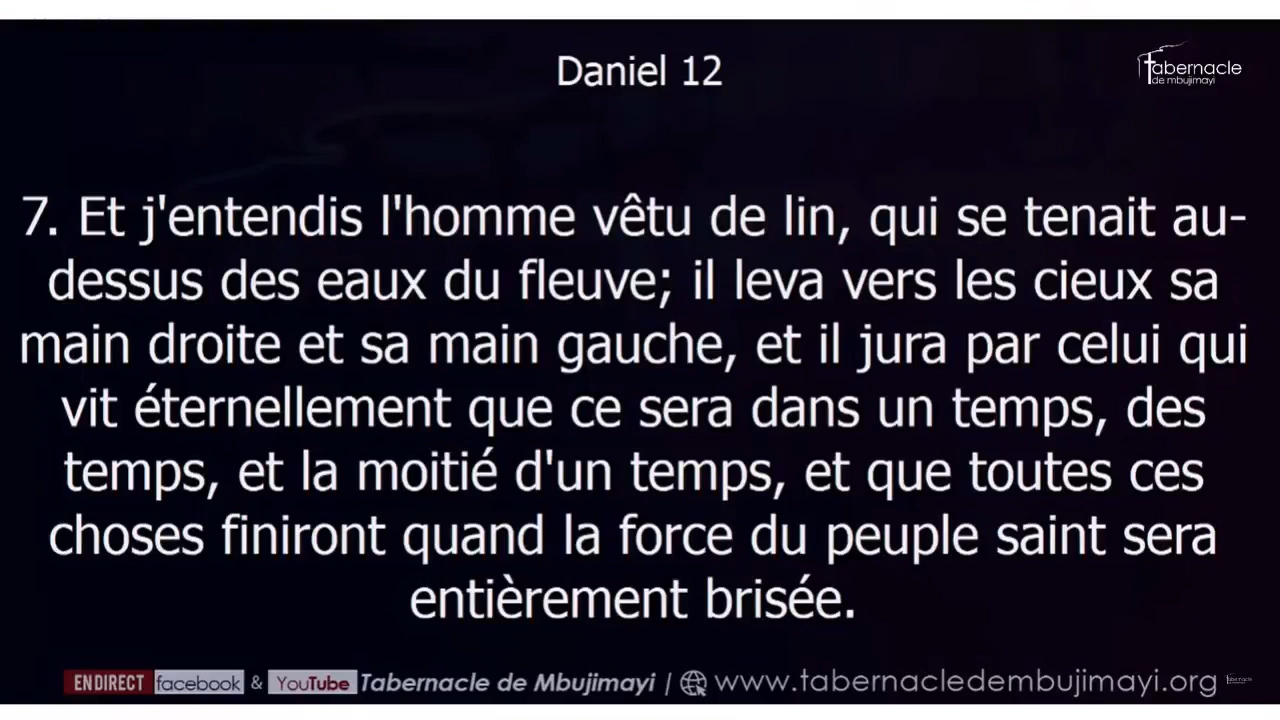 Daniel 12
Tabernacle
de mbujimayi
7. Et j'entendis l'homme vêtu de lin, qui se tenait au-
dessus des eaux du fleuve; il leva vers les cieux sa
main droite et sa main gauche, et il jura par celui qui
vit éternellement que ce sera dans un temps, des
temps, et la moitié d'un temps, et que toutes ces
choses finiront quand la force du peuple saint sera
entièrement brisée.
EN DIRECT facebook & YouTube Tabernacle de Mbujimayi | www.tabernacledembujimayi.org